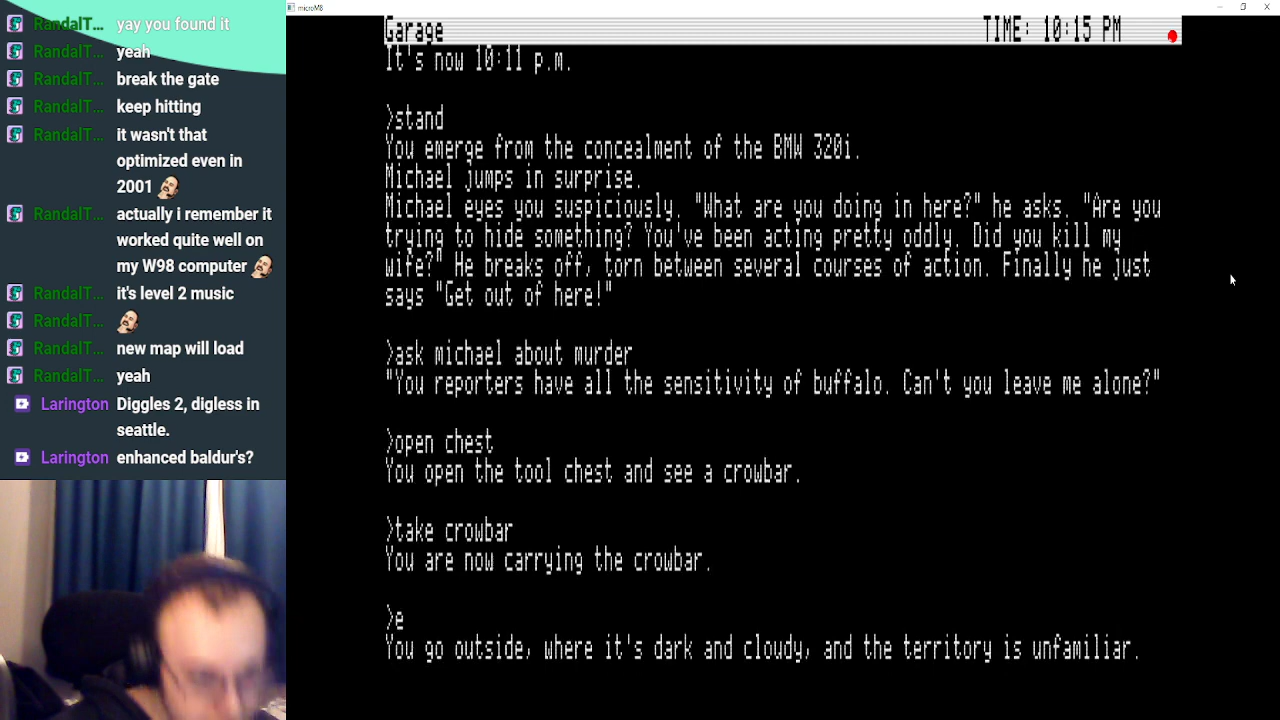 RandalT... yay you found it
RandalT... yeah
RandalT... break the gate
RandalT... keep hitting
RandalT... it wasn't that
optimized even in
2001
RandalT... actually i remember it
worked quite well on
my W98 computer
RandalT... it's level 2 music
RandalT...
RandalT... new map will load
RandalT... yeah
Larington Diggles 2, digless in
seattle.
Larington enhanced baldur's?
microM8
Garage TIME: 10:15 PM
It's now 10:11 p.m.
>stand
You emerge from the concealment of the BMW 320i.
Michael jumps in surprise.
Michael eyes you suspiciously. "What are you doing in here?" he asks. "Are you
trying to hide something? You've been acting pretty oddly. Did you kill my
wife?" He breaks off, torn between several courses of action. Finally he just
says "Get out of here!"
>ask michael about murder
"You reporters have all the sensitivity of buffalo. Can't you leave me alone?"
>open chest
You open the tool chest and see a crowbar.
>take crowbar
You are now carrying the crowbar.
>e
You go outside, where it's dark and cloudy, and the territory is unfamiliar.